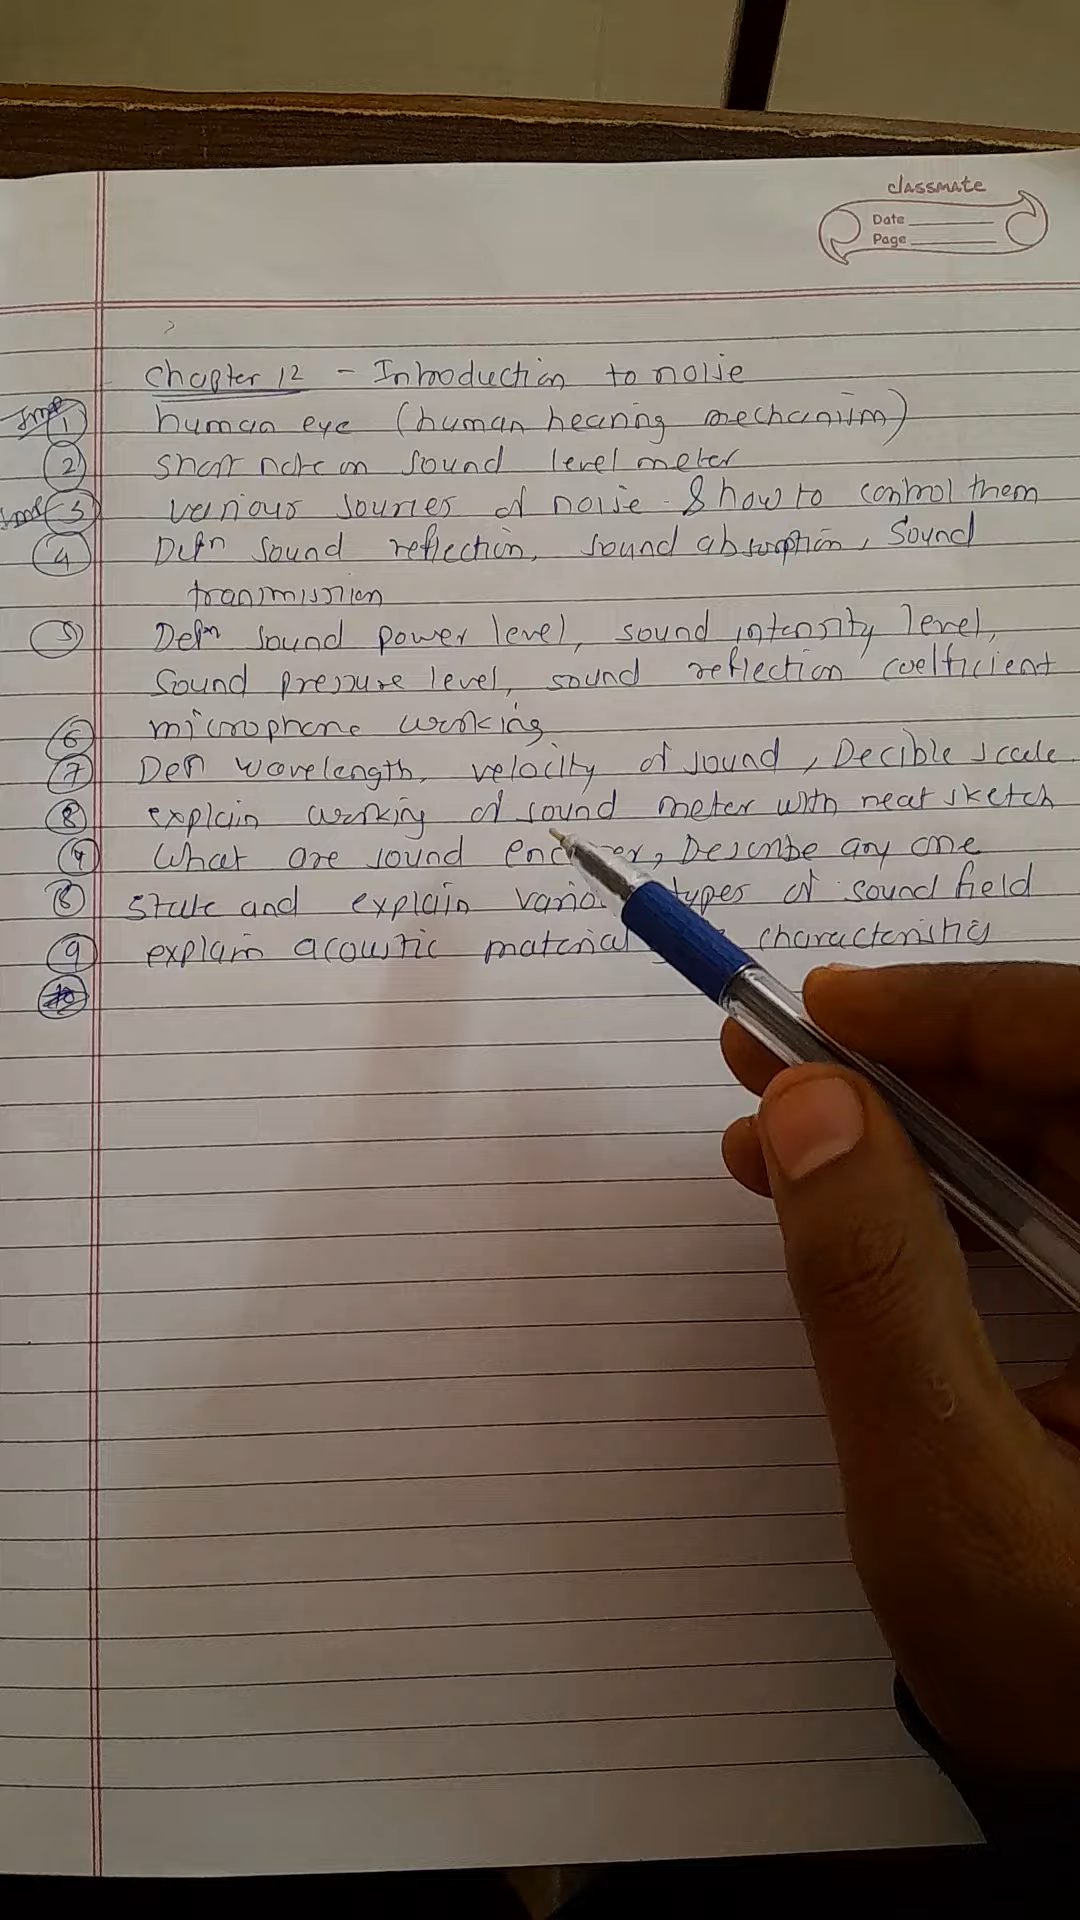 classmate
Date
Page
Chapter 12 - Introduction to noise
Imp 1 human eye (human hearing mechanism)
2 short note on sound level meter
Imp 3 various sources of noise & how to control them
4 Defn sound reflection, sound absorption, sound
transmission
5 Defn sound power level, sound intensity level,
Sound pressure level, sound reflection coefficient
6 microphone working
7 Defn wavelength, velocity of sound, Decible scale
8 explain working of sound meter with neat sketch
What are sound Describe any one
8 State and explain types of sound field
9 explain acoustic material characteristics